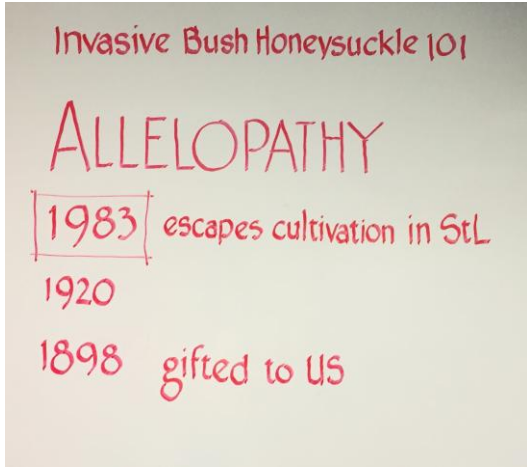 Invasive Bush Honeysuckle 101
ALLELOPATHY
1983 escapes cultivation in StL
1920
1898 gifted to US